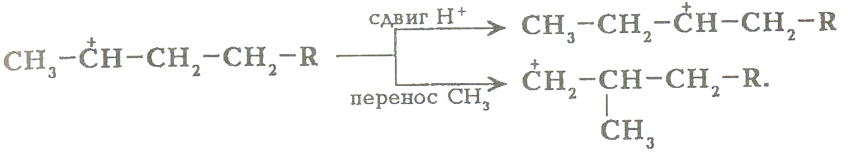 сдвиг H⁺
CH₃–C⁺H–CH₂–CH₂–R
CH₃–CH₂–C⁺H–CH₂–R
перенос CH₃
C⁺H₂–CH–CH₂–R.
CH₃